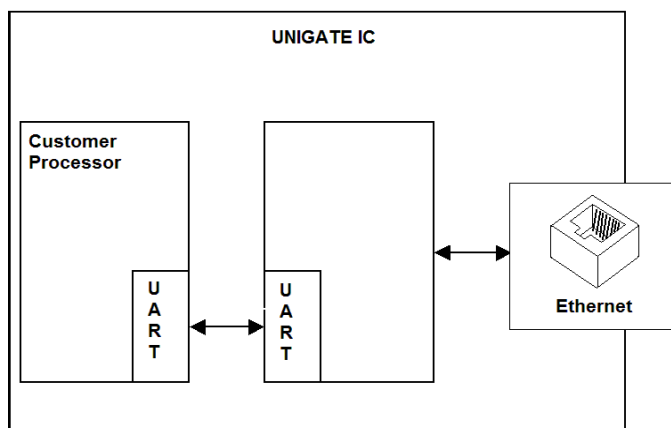 UNIGATE IC
Customer
Processor
U
A
R
T
U
A
R
T
Ethernet